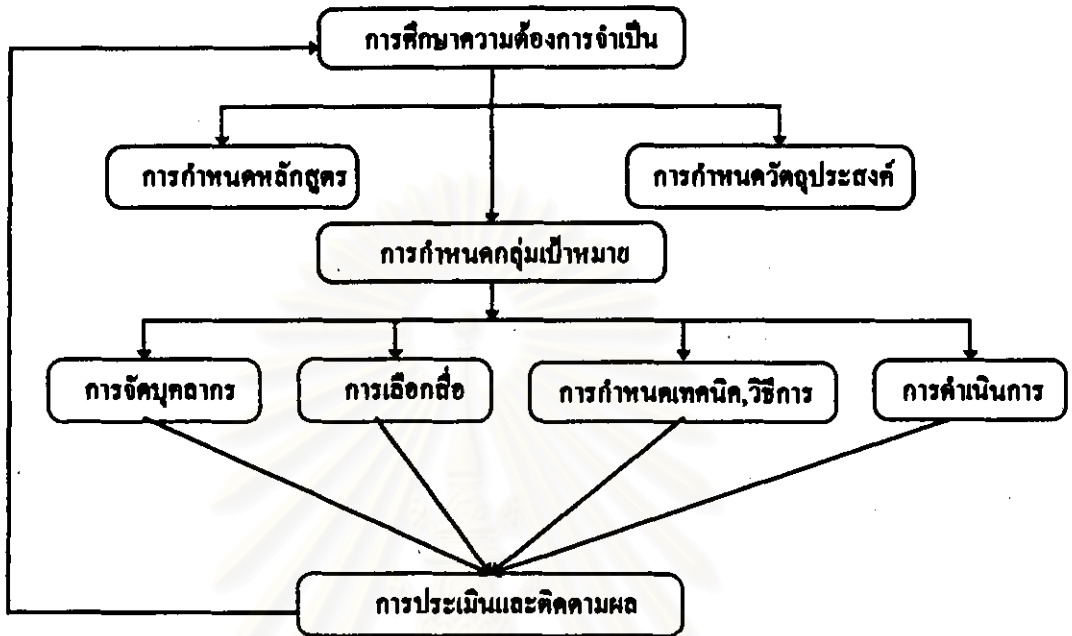 การศึกษาความต้องการจำเป็น
การกำหนดหลักสูตร
การกำหนดวัตถุประสงค์
การกำหนดกลุ่มเป้าหมาย
การจัดบุคลากร
การเลือกสื่อ
การกำหนดเทคนิค,วิธีการ
การดำเนินการ
การประเมินและติดตามผล